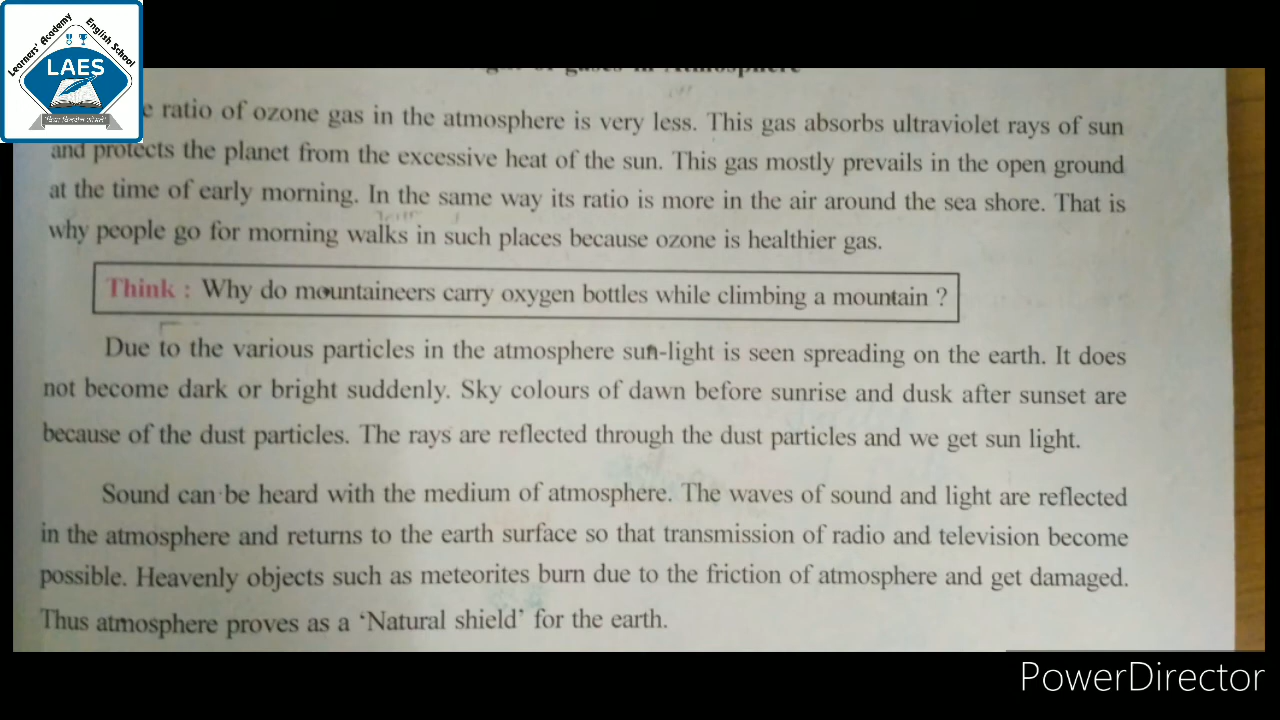 Learners' Academy English School
LAES
gases in Atmosphere
ratio of ozone gas in the atmosphere is very less. This gas absorbs ultraviolet rays of sun
and protects the planet from the excessive heat of the sun. This gas mostly prevails in the open ground
at the time of early morning. In the same way its ratio is more in the air around the sea shore. That is
why people go for morning walks in such places because ozone is healthier gas.
Think : Why do mountaineers carry oxygen bottles while climbing a mountain ?
Due to the various particles in the atmosphere sun-light is seen spreading on the earth. It does
not become dark or bright suddenly. Sky colours of dawn before sunrise and dusk after sunset are
because of the dust particles. The rays are reflected through the dust particles and we get sun light.
Sound can be heard with the medium of atmosphere. The waves of sound and light are reflected
in the atmosphere and returns to the earth surface so that transmission of radio and television become
possible. Heavenly objects such as meteorites burn due to the friction of atmosphere and get damaged.
Thus atmosphere proves as a ‘Natural shield’ for the earth.
PowerDirector